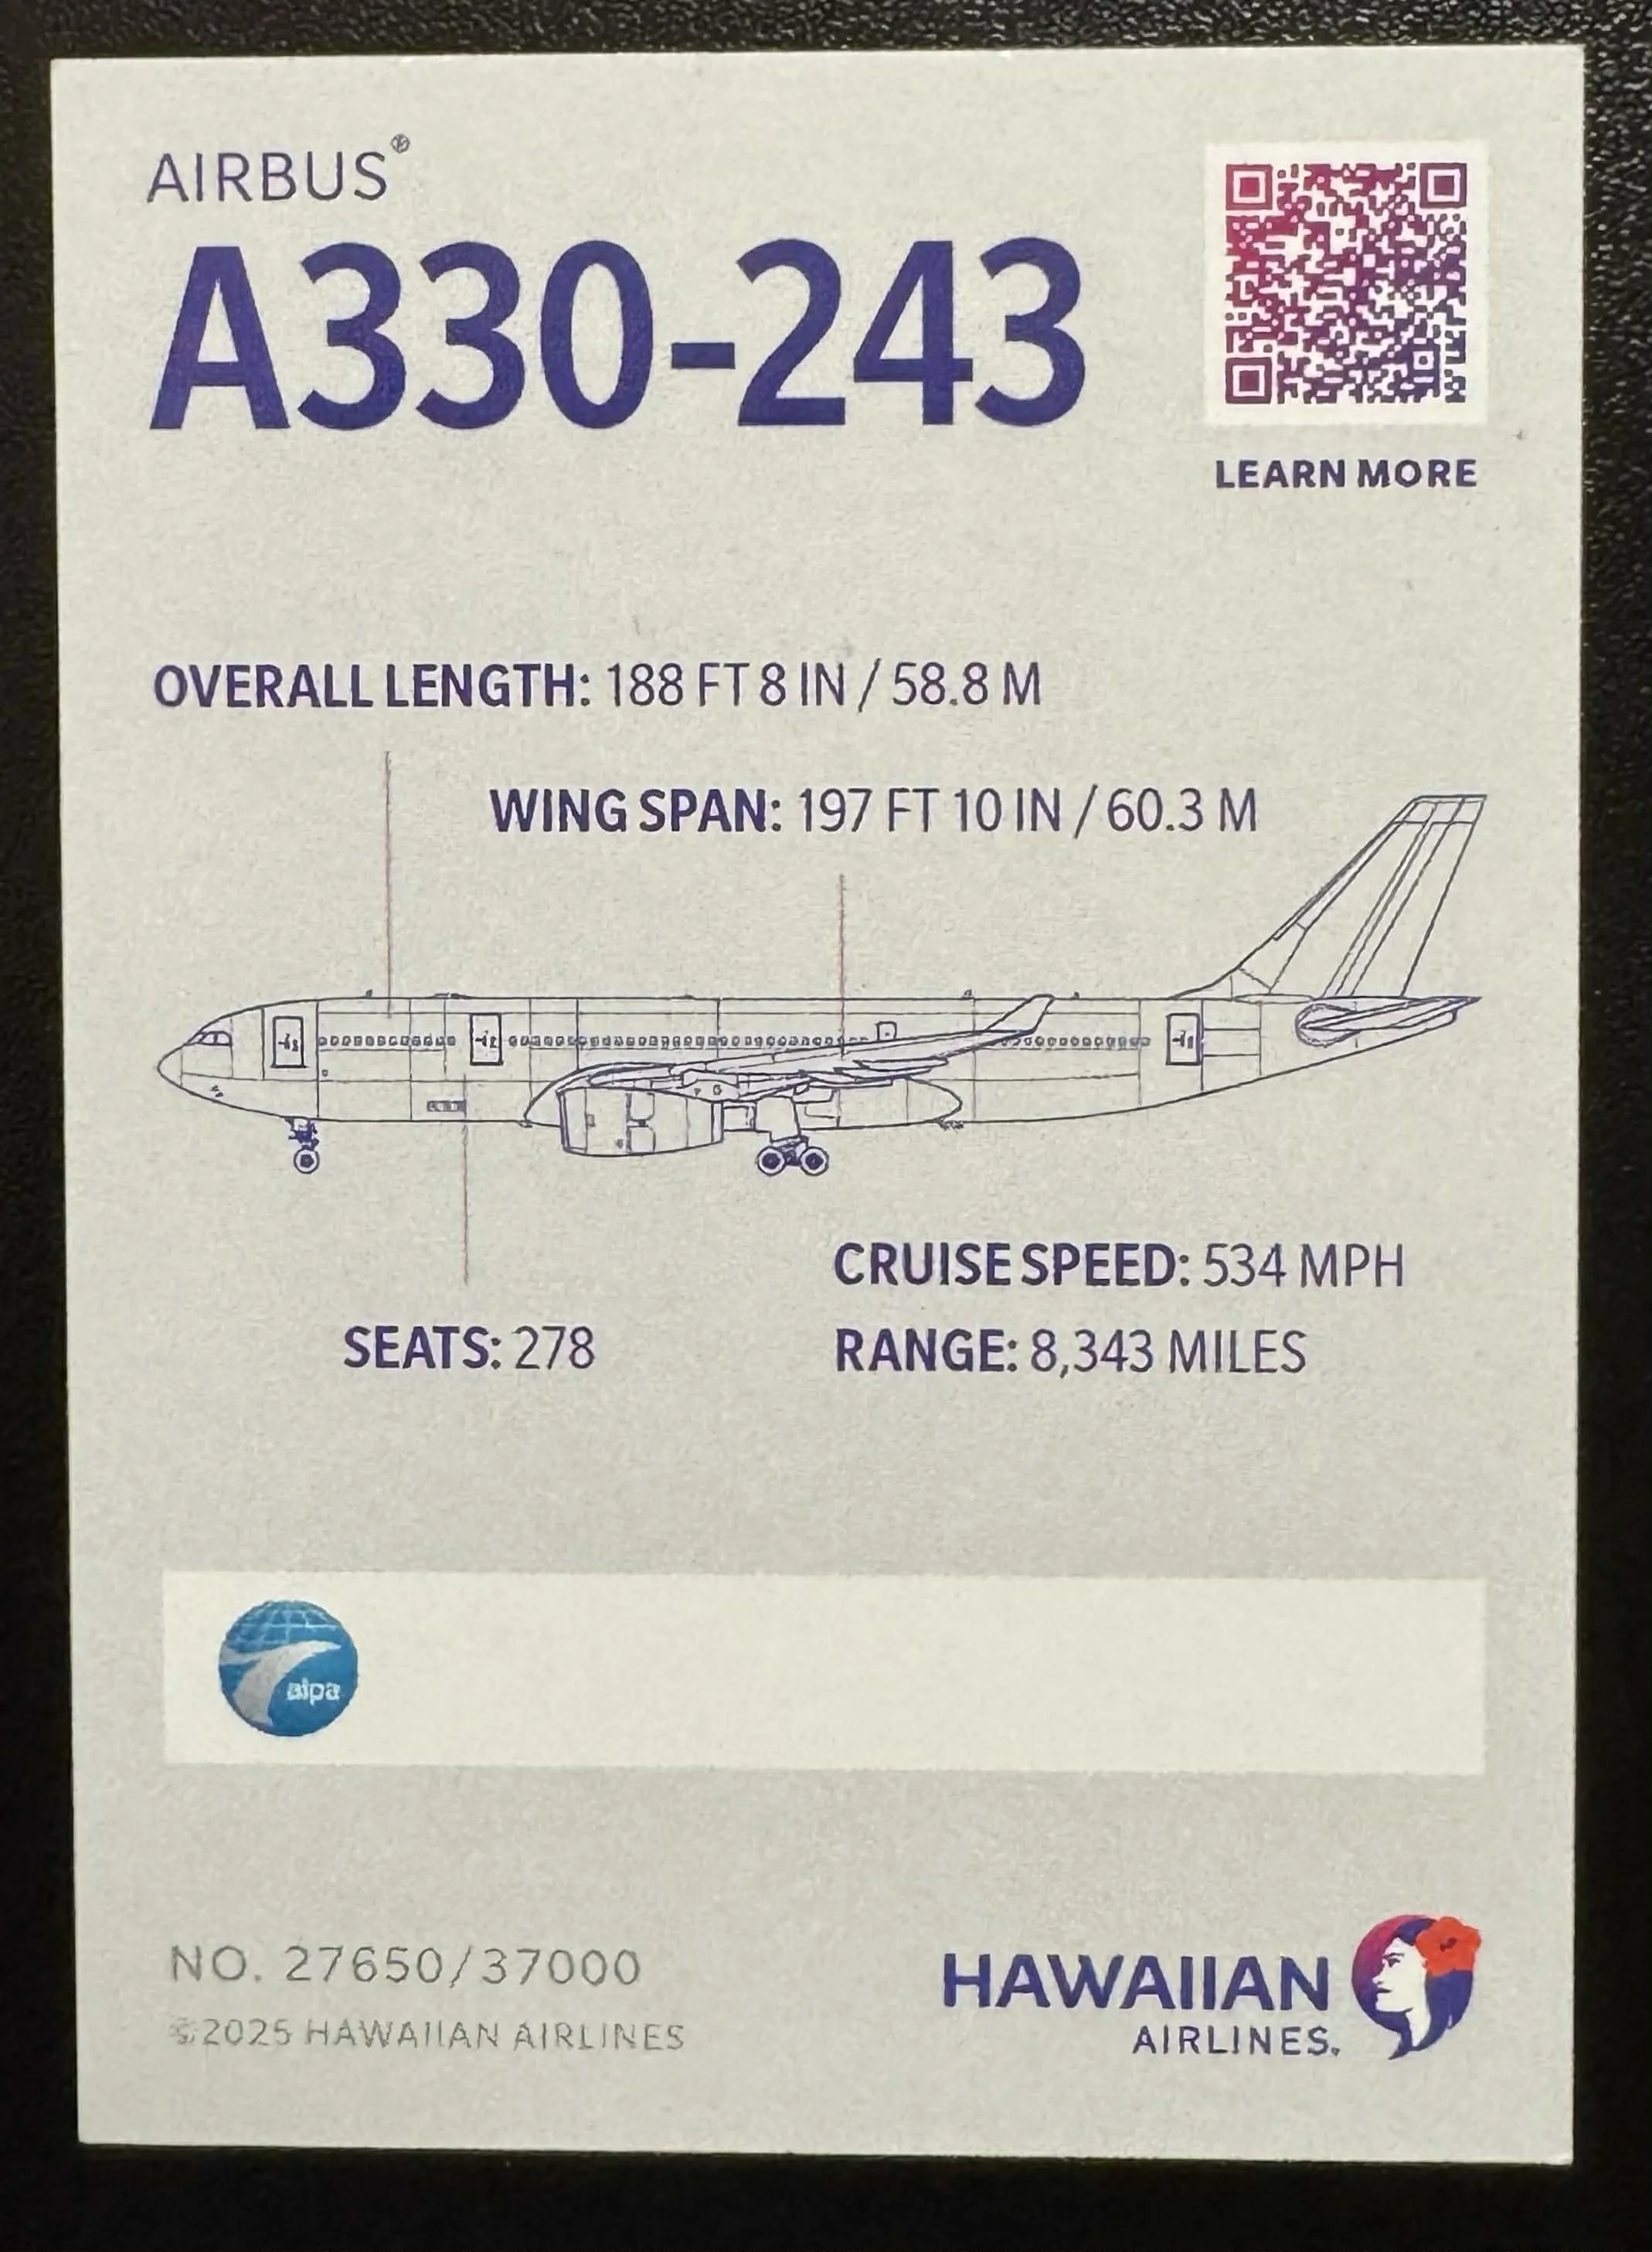 AIRBUS®
A330-243
LEARN MORE
OVERALL LENGTH: 188 FT 8 IN / 58.8 M
WING SPAN: 197 FT 10 IN / 60.3 M
CRUISE SPEED: 534 MPH
SEATS: 278
RANGE: 8,343 MILES
alpa
NO. 27650/37000
©2025 HAWAIIAN AIRLINES
HAWAIIAN
AIRLINES.